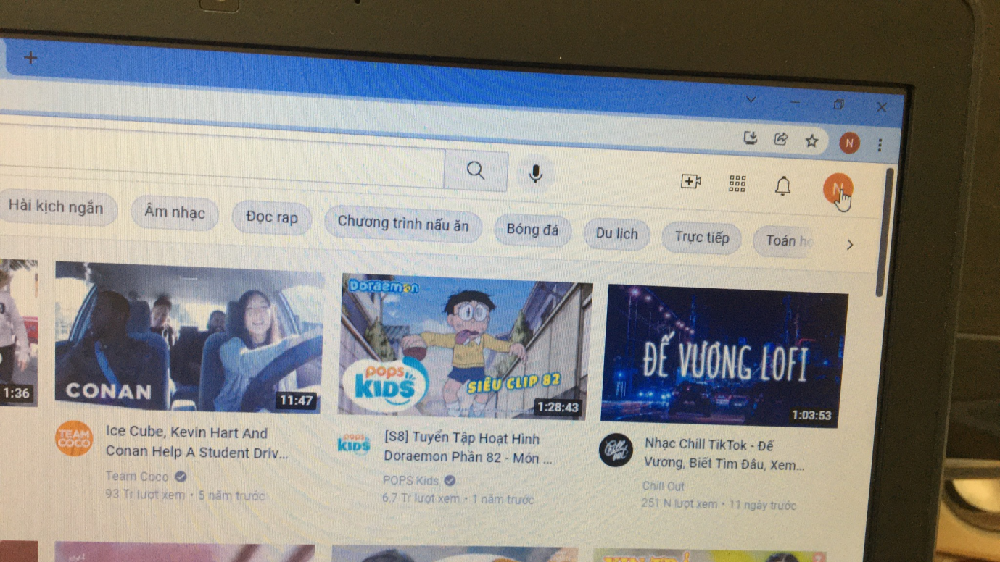 N
N
Hài kịch ngắn
Âm nhạc
Đọc rap
Chương trình nấu ăn
Bóng đá
Du lịch
Trực tiếp
Toán
1:36
CONAN
11:47
Doraemon
POPS
KIDS
SIÊU CLIP 82
1:28:43
ĐẾ VƯƠNG LOFI
1:03:53
TEAM
COCO
Ice Cube, Kevin Hart And
Conan Help A Student Driv...
Team Coco
93 Tr lượt xem • 5 năm trước
POPS
KIDS
[S8] Tuyển Tập Hoạt Hình
Doraemon Phần 82 - Món ...
POPS Kids
6,7 Tr lượt xem • 1 năm trước
Chill
Out
Nhạc Chill TikTok - Đế
Vương, Biết Tìm Đâu, Xem...
Chill Out
251 N lượt xem • 11 ngày trước